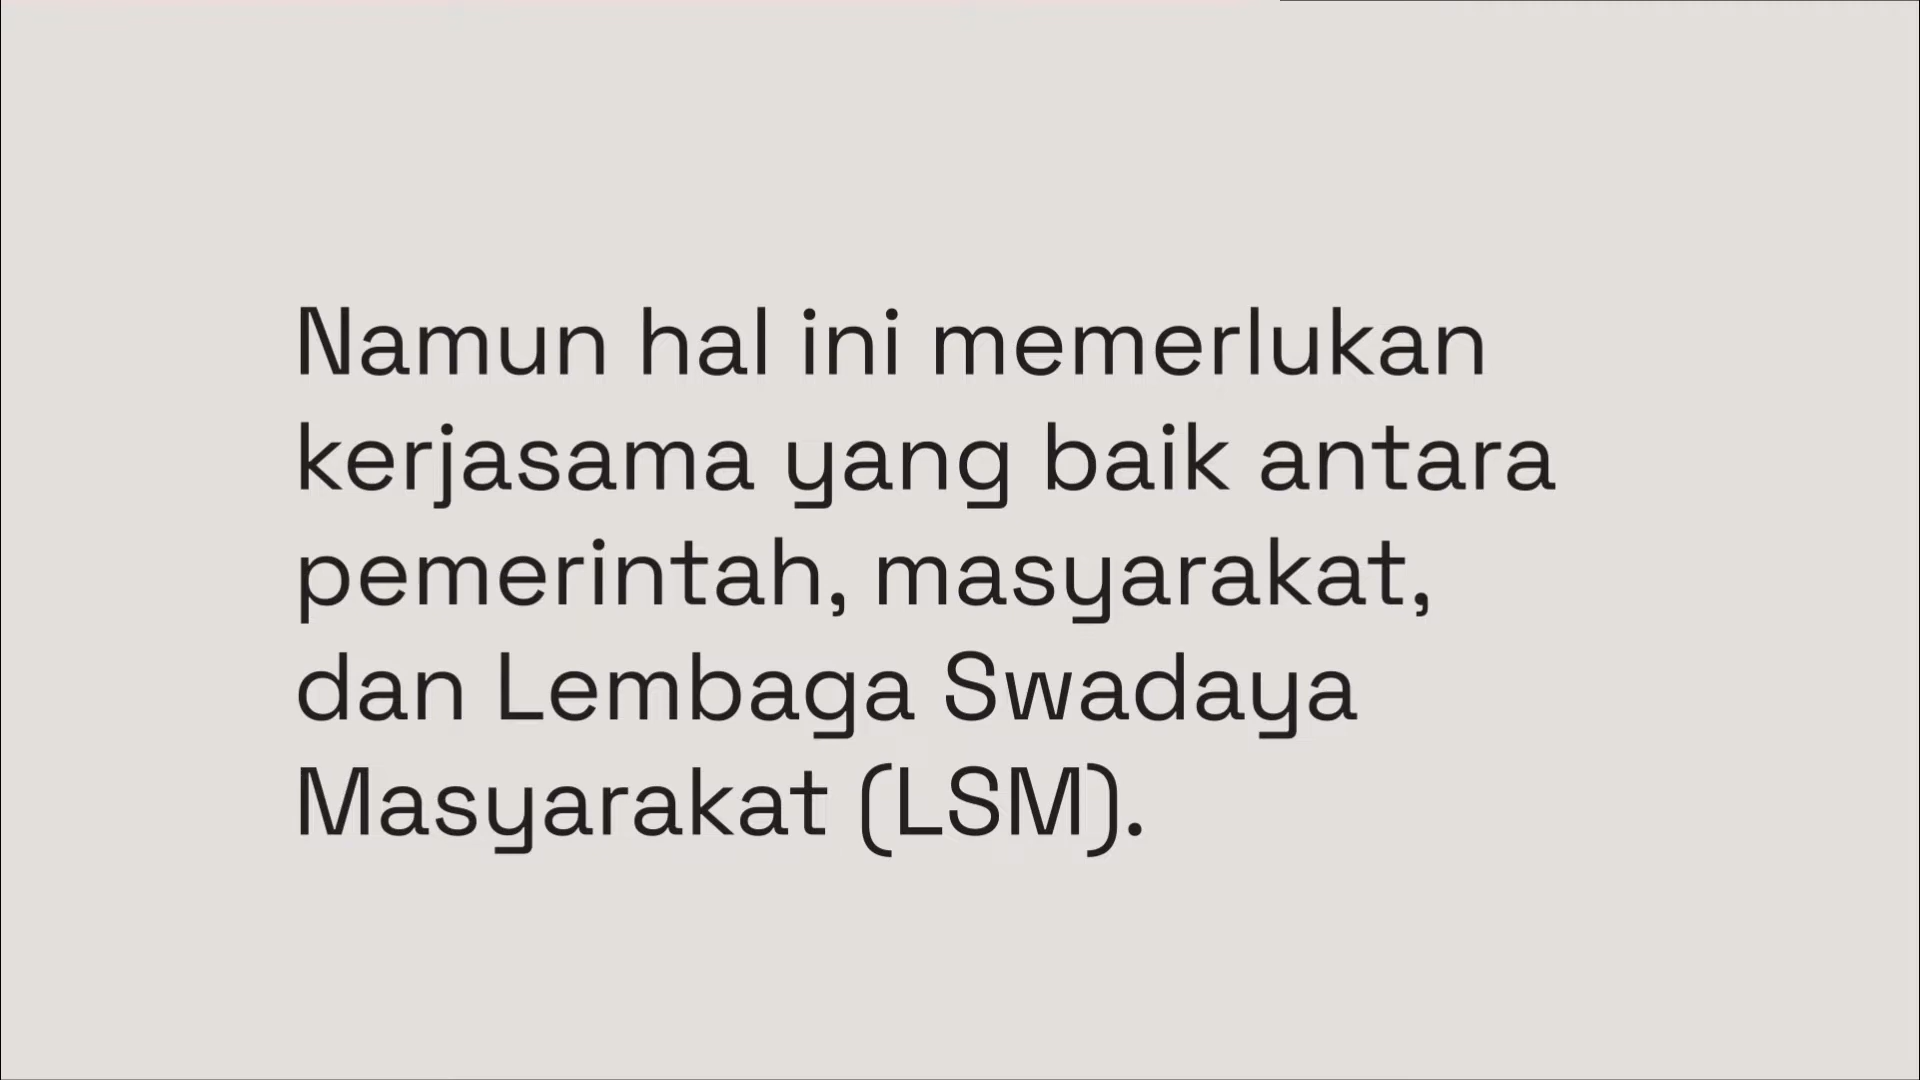 Namun hal ini memerlukan
kerjasama yang baik antara
pemerintah, masyarakat,
dan Lembaga Swadaya
Masyarakat (LSM).